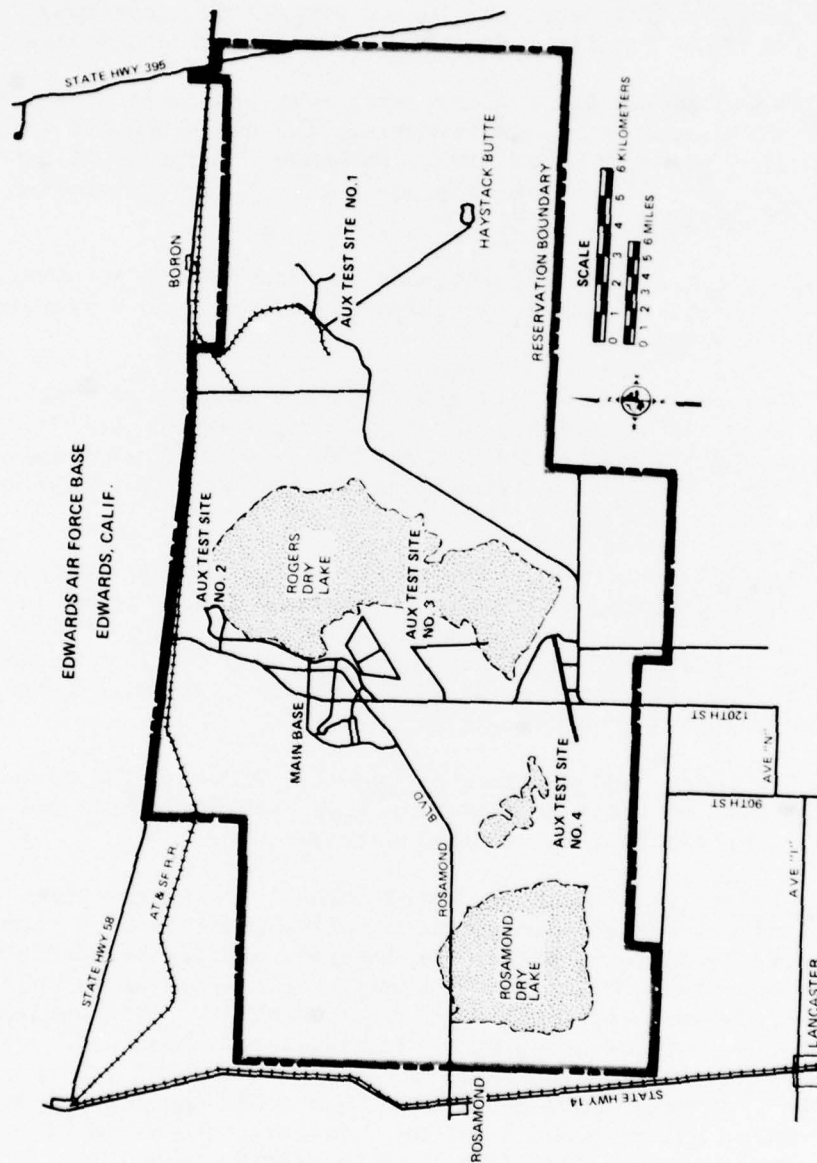 EDWARDS AIR FORCE BASE
EDWARDS, CALIF.
STATE HWY 58
AT & SF R.R.
BORON
STATE HWY 395
AUX TEST SITE
NO. 2
AUX TEST SITE NO.1
MAIN BASE
ROGERS
DRY
LAKE
HAYSTACK BUTTE
AUX TEST SITE
NO. 3
ROSAMOND
BLVD
ROSAMOND
ROSAMOND
DRY
LAKE
AUX TEST SITE
NO. 4
RESERVATION BOUNDARY
SCALE
0 1 2 3 4 5 6 KILOMETERS
0 1 2 3 4 5 6 MILES
STATE HWY 14
120TH ST
90TH ST
AVE "N"
AVE "I"
LANCASTER